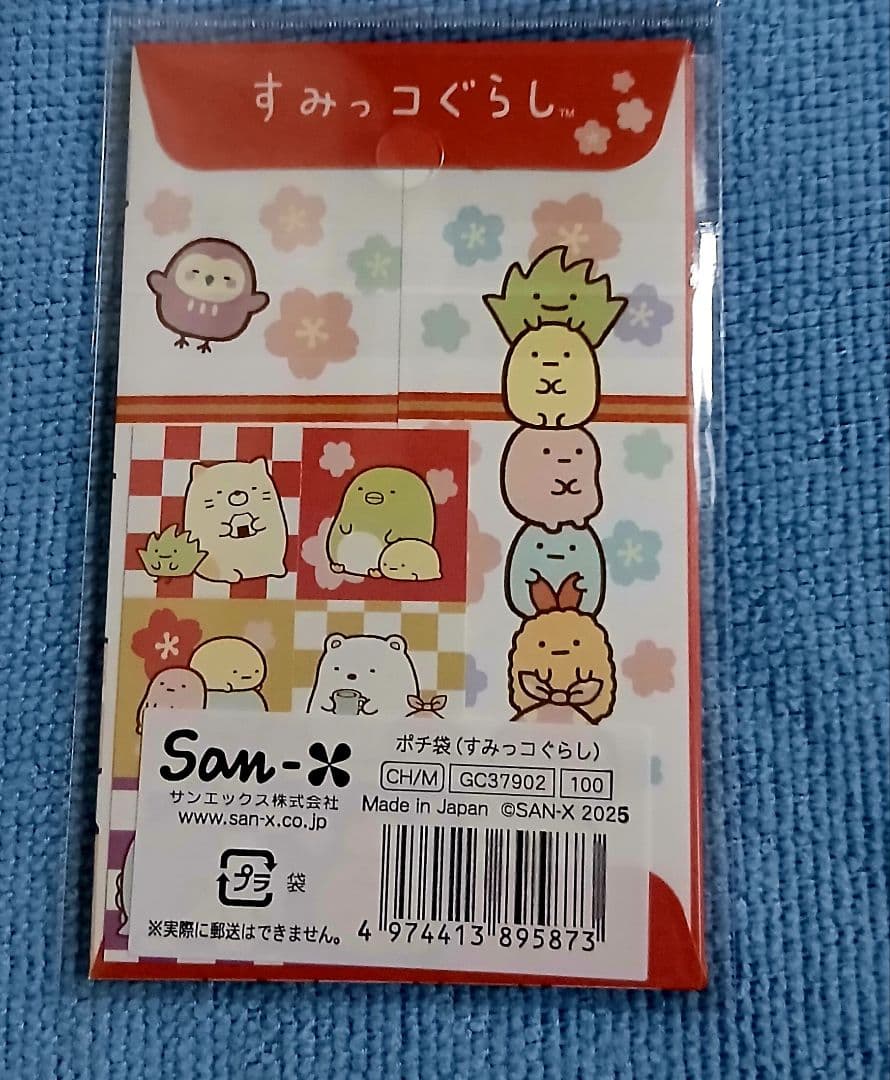 すみっコぐらし™
San-X
サンエックス株式会社
www.san-x.co.jp
ポチ袋(すみっコぐらし)
CH/M GC37902 100
Made in Japan ©SAN-X 2025
プラ 袋
※実際に郵送はできません。
4 974413 895873